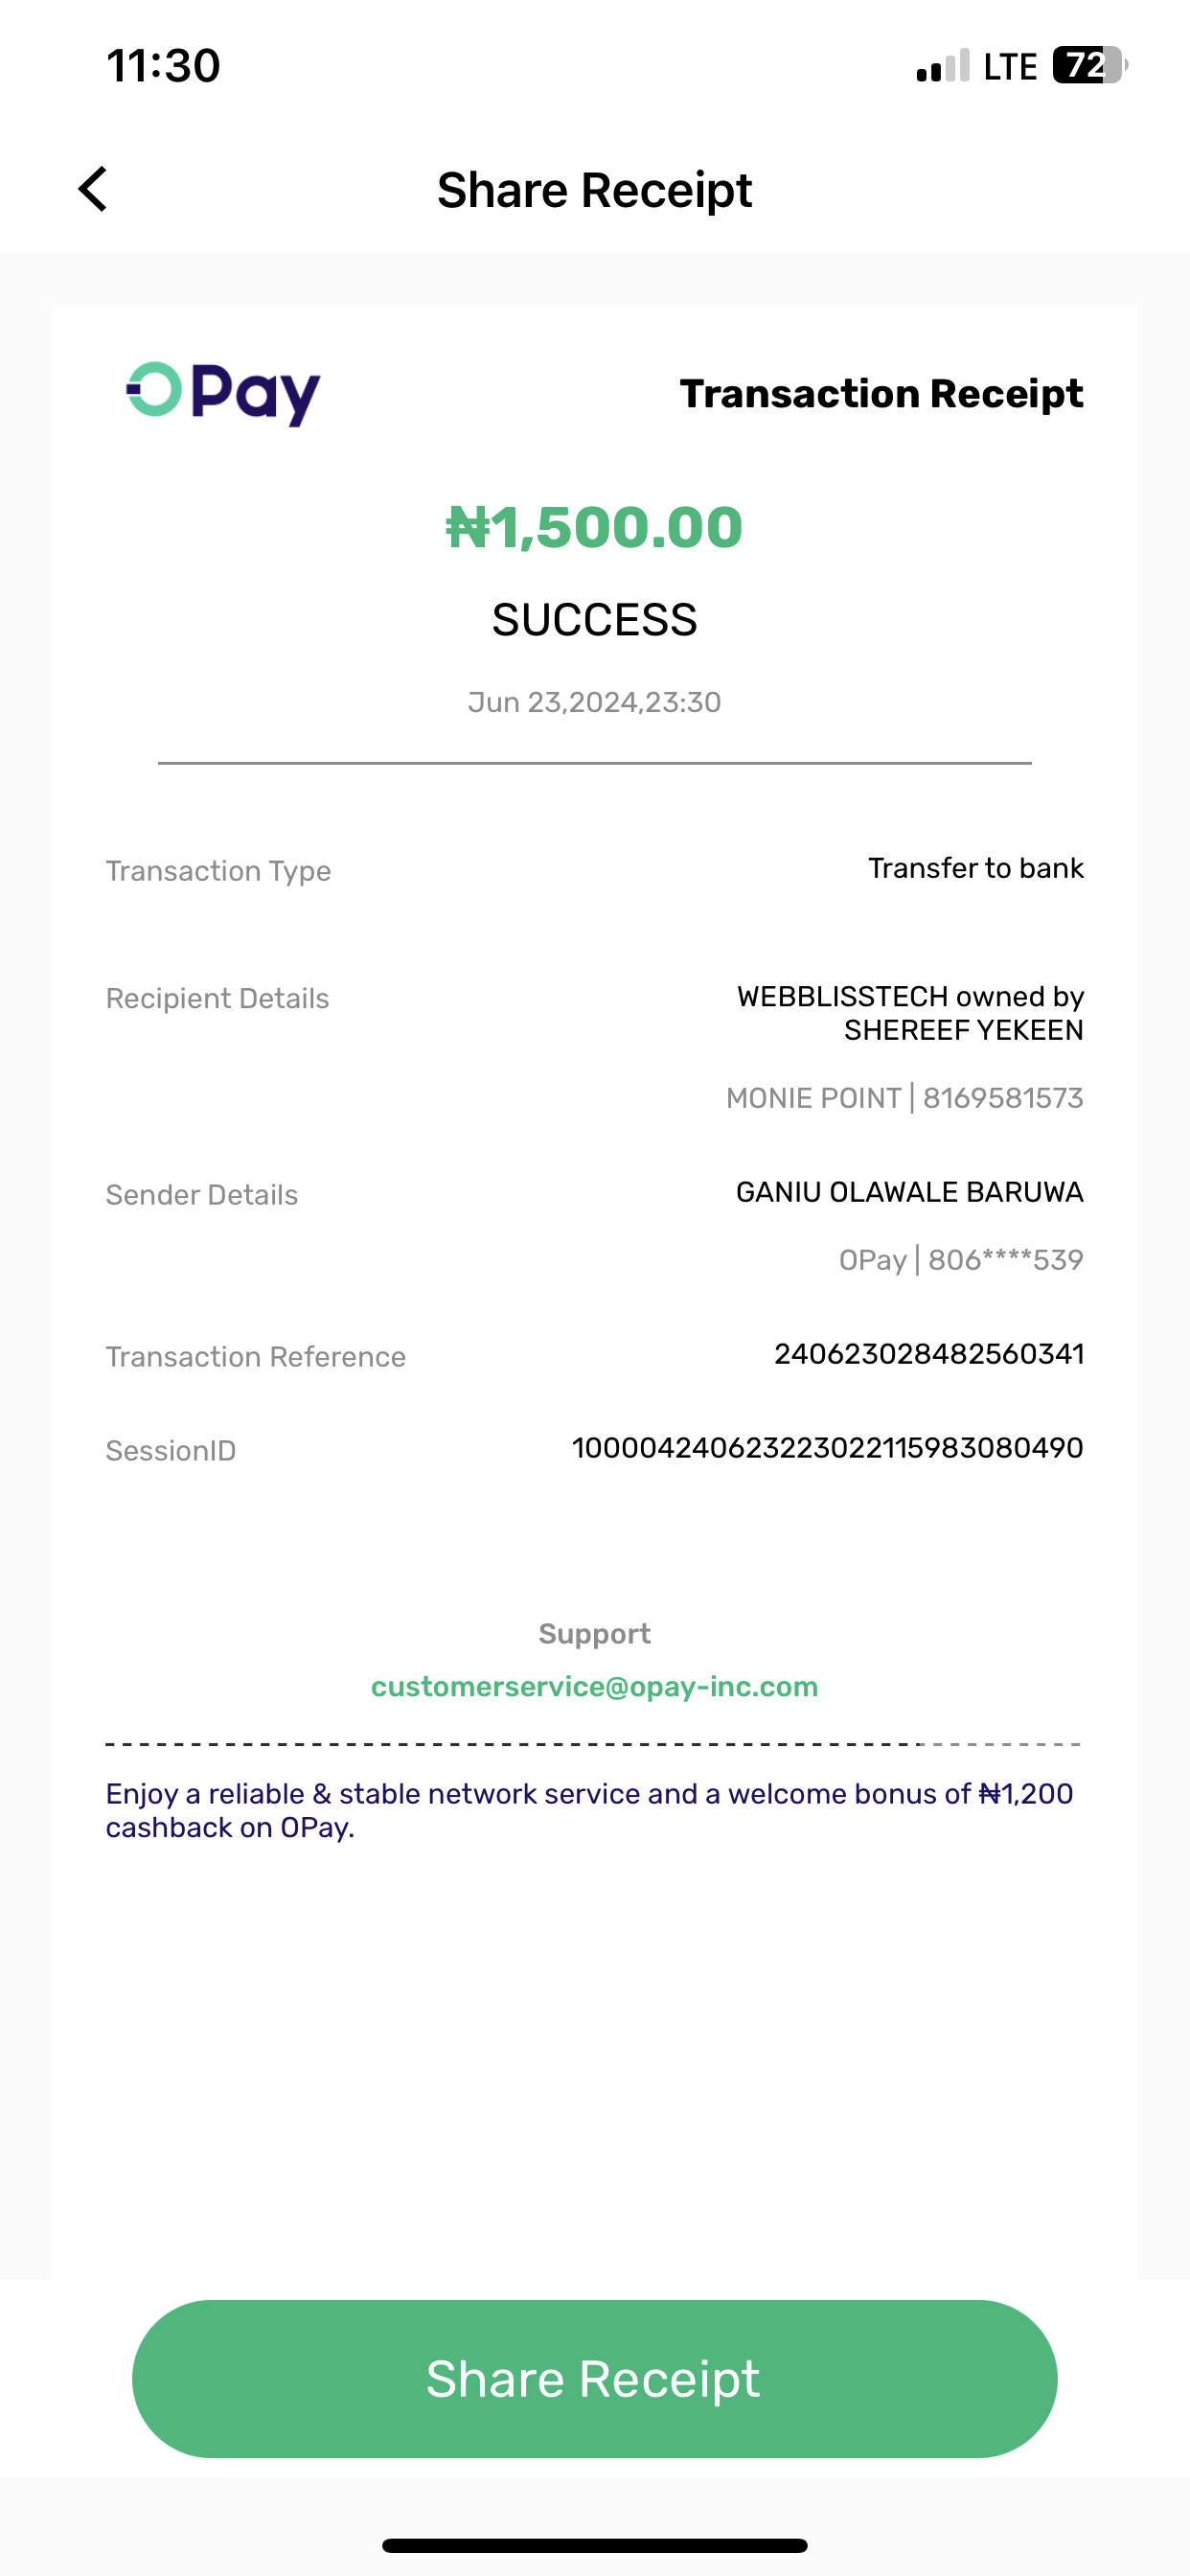 11:30
LTE 72
Share Receipt
OPay
Transaction Receipt
₦1,500.00
SUCCESS
Jun 23,2024,23:30
Transaction Type
Transfer to bank
Recipient Details
WEBBLISSTECH owned by
SHEREEF YEKEEN
MONIE POINT | 8169581573
Sender Details
GANIU OLAWALE BARUWA
OPay | 806****539
Transaction Reference
240623028482560341
SessionID
100004240623223022115983080490
Support
customerservice@opay-inc.com
Enjoy a reliable & stable network service and a welcome bonus of ₦1,200
cashback on OPay.
Share Receipt